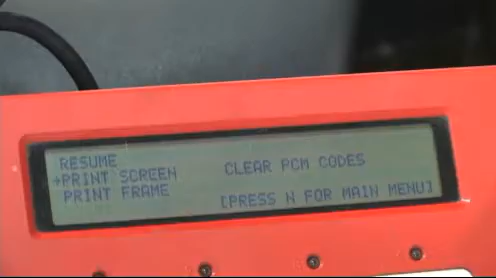 RESUME
→PRINT SCREEN CLEAR PCM CODES
PRINT FRAME [PRESS N FOR MAIN MENU]